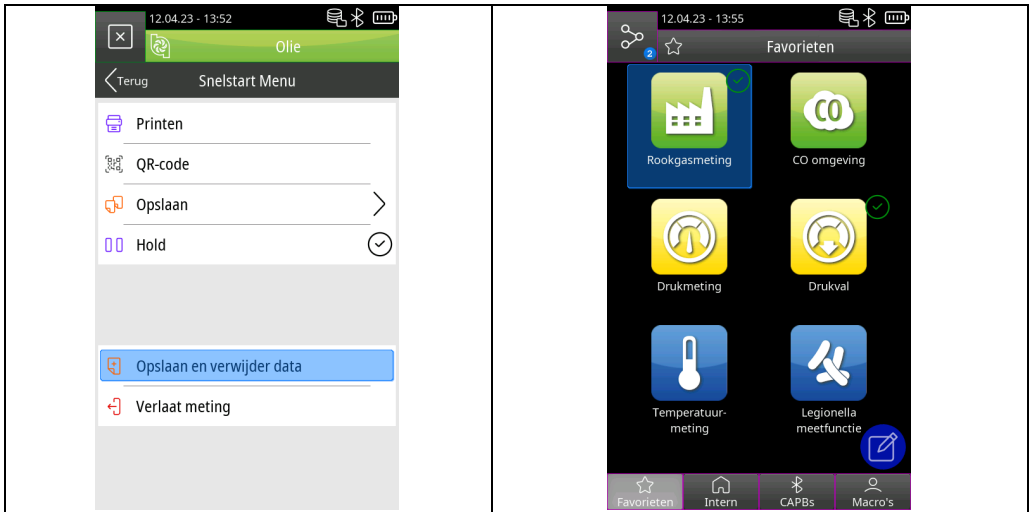 12.04.23 - 13:52
Olie
Terug
Snelstart Menu
Printen
QR-code
Opslaan
Hold
Opslaan en verwijder data
Verlaat meting
12.04.23 - 13:55
2
Favorieten
Rookgasmeting
CO
CO omgeving
Drukmeting
Drukval
Temperatuur-
meting
Legionella
meetfunctie
Favorieten
Intern
CAPBs
Macro's